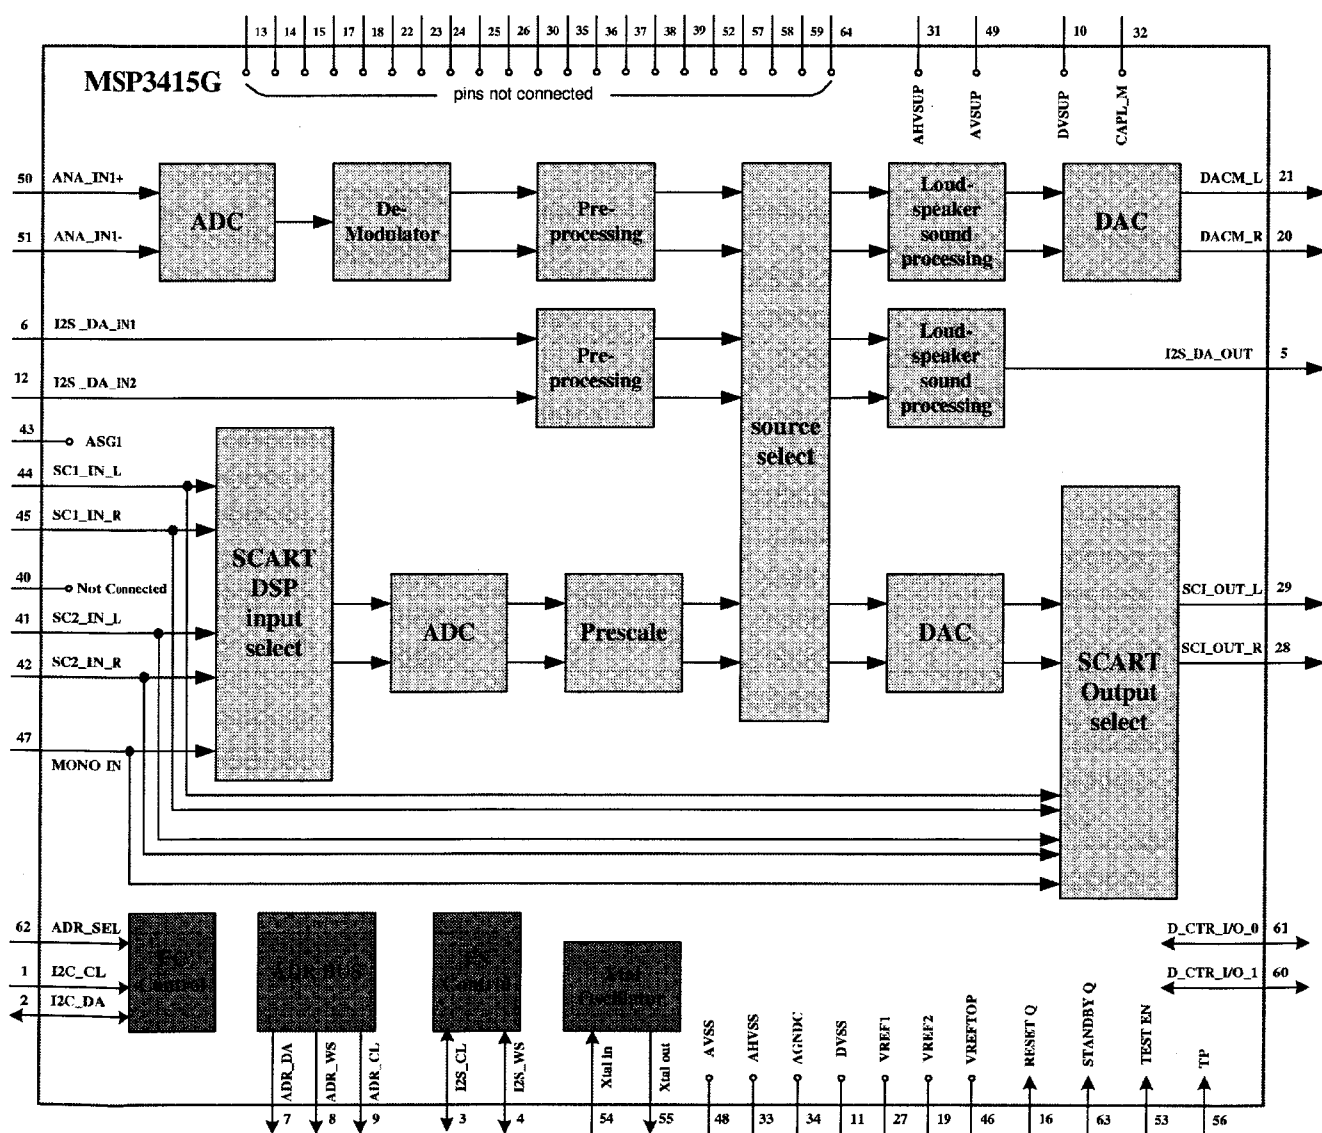 13 14 15 17 18 22 23 24 25 26 30 35 36 37 38 39 52 57 58 59 64 31 49 10 32
MSP3415G
pins not connected
AHVSUP
AVSUP
DVSUP
CAPL_M
50 ANA_IN1+
51 ANA_IN1-
ADC
De-
Modulator
Pre-
processing
Loud-
speaker
sound
processing
DAC
DACM_L 21
DACM_R 20
6 I2S_DA_IN1
12 I2S_DA_IN2
Pre-
processing
source
select
Loud-
speaker
sound
processing
I2S_DA_OUT 5
43 ASG1
44 SC1_IN_L
45 SC1_IN_R
40 Not Connected
41 SC2_IN_L
42 SC2_IN_R
47
MONO IN
SCART
DSP
input
select
ADC
Prescale
DAC
SCART
Output
select
SCI_OUT_L 29
SCI_OUT_R 28
62 ADR_SEL
1 I2C_CL
2 I2C_DA
Control
ADR BUS
Control
Xtal
Oscillator
D_CTR_I/O_0 61
D_CTR_I/O_1 60
ADR_DA
ADR_WS
ADR_CL
I2S_CL
I2S_WS
Xtal in
Xtal out
AVSS
AHVSS
AGNDC
DVSS
VREF1
VREF2
VREFTOP
RESET Q
STANDBY Q
TEST EN
TP
7 8 9 3 4 54 55 48 33 34 11 27 19 46 16 63 53 56